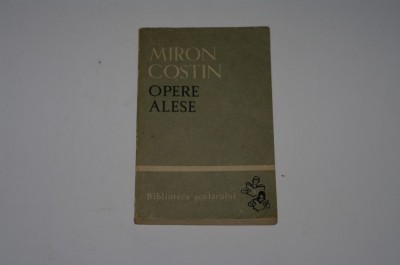 MIRON
COSTIN
OPERE
ALESE
Biblioteca școlarului